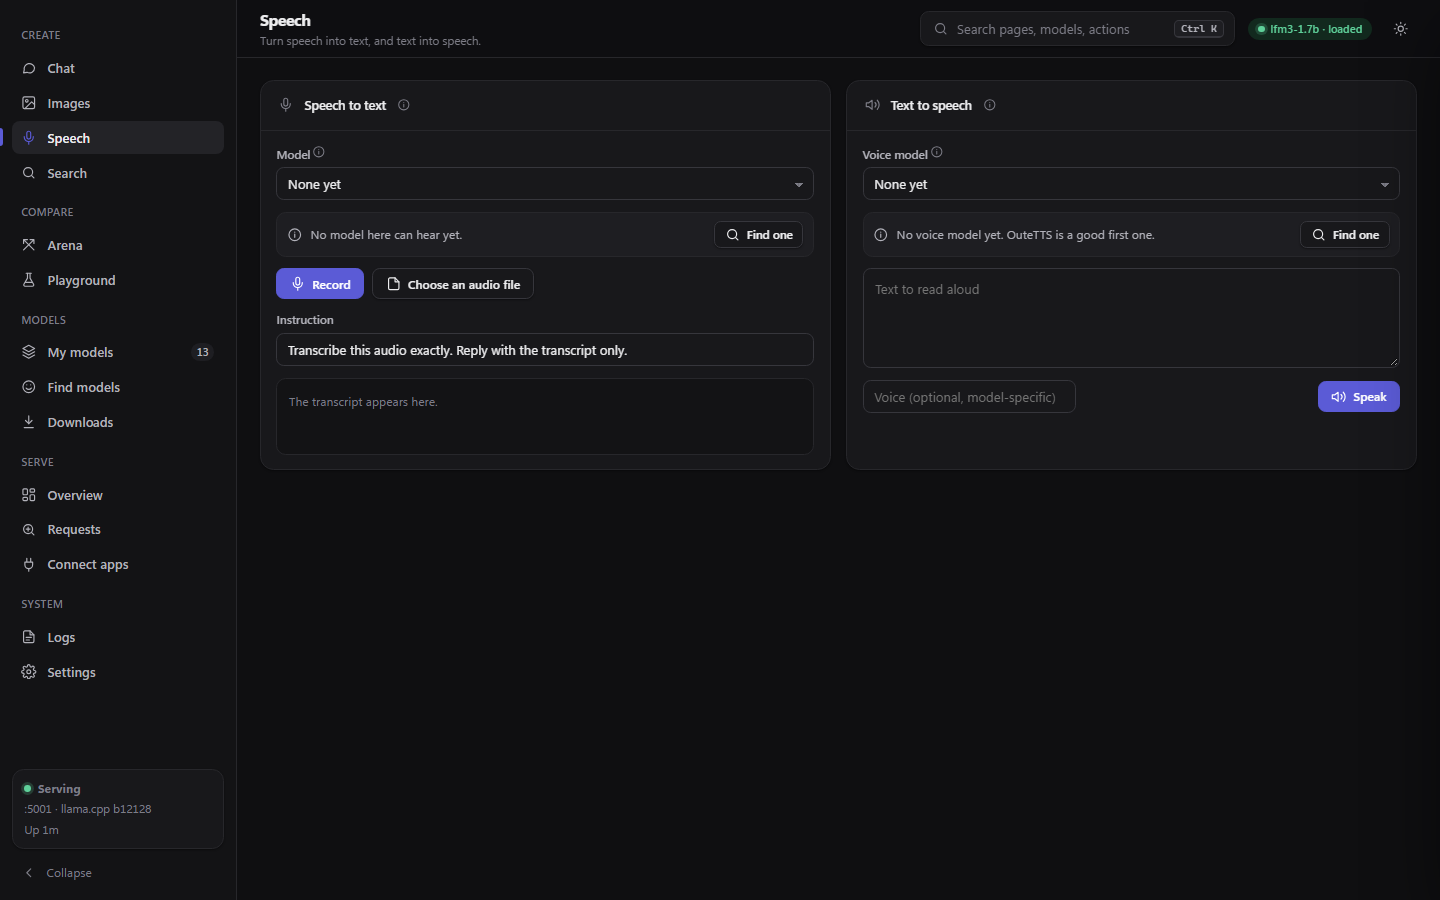 CREATE
Chat
Images
Speech
Search
COMPARE
Arena
Playground
MODELS
My models 13
Find models
Downloads
SERVE
Overview
Requests
Connect apps
SYSTEM
Logs
Settings
Serving
:5001 · llama.cpp b12128
Up 1m
Collapse
Speech
Turn speech into text, and text into speech.
Search pages, models, actions Ctrl K
lfm3-1.7b · loaded
Speech to text
Model
None yet
No model here can hear yet.
Find one
Record
Choose an audio file
Instruction
Transcribe this audio exactly. Reply with the transcript only.
The transcript appears here.
Text to speech
Voice model
None yet
No voice model yet. OuteTTS is a good first one.
Find one
Text to read aloud
Voice (optional, model-specific)
Speak